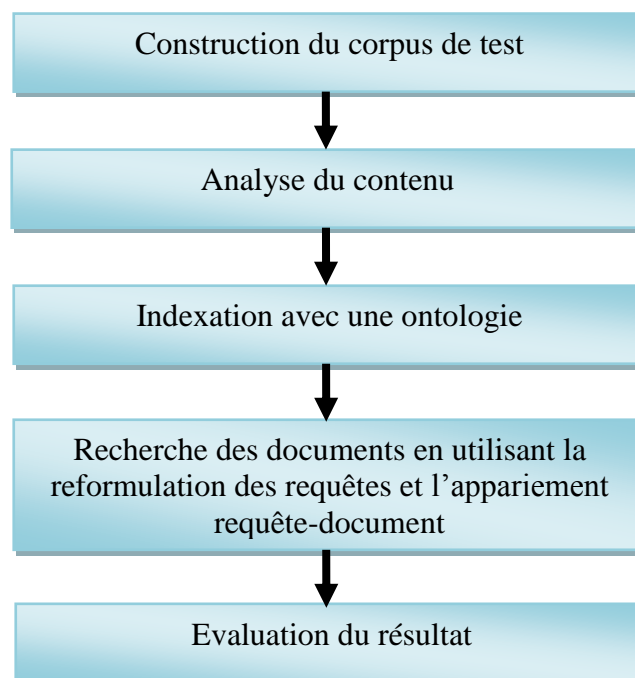 Construction du corpus de test
Analyse du contenu
Indexation avec une ontologie
Recherche des documents en utilisant la
reformulation des requêtes et l’appariement
requête-document
Evaluation du résultat